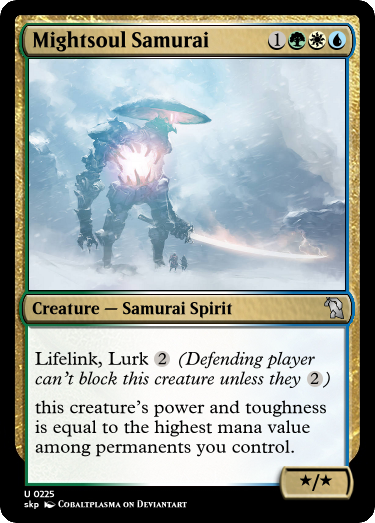 Mightsoul Samurai 1
Creature — Samurai Spirit
Lifelink, Lurk 2 (Defending player
can't block this creature unless they 2)
this creature's power and toughness
is equal to the highest mana value
among permanents you control.
★/★
U 0225
skp Cobaltplasma on Deviantart